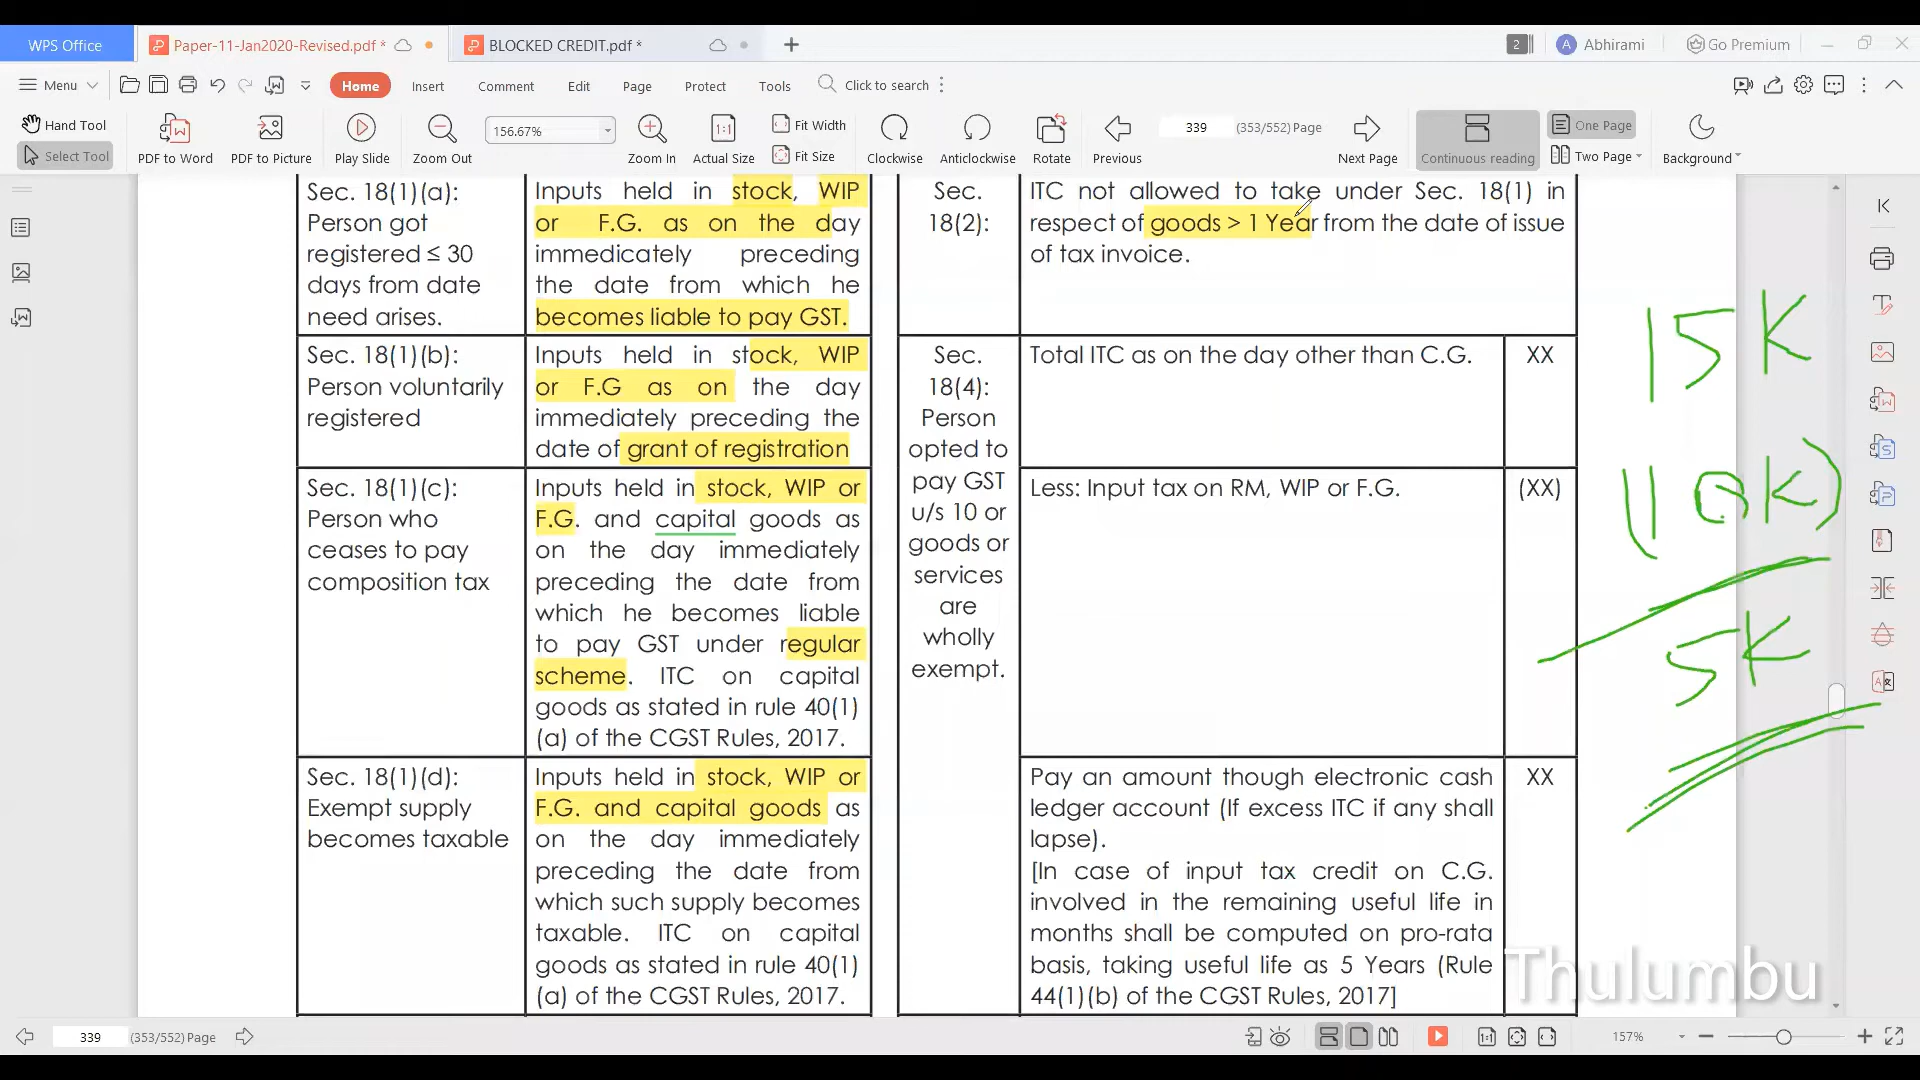 WPS Office
Paper-11-Jan2020-Revised.pdf *
BLOCKED CREDIT.pdf *
2
A Abhirami
Go Premium
Menu
Home
Insert
Comment
Edit
Page
Protect
Tools
Click to search
Hand Tool
Select Tool
PDF to Word
PDF to Picture
Play Slide
Zoom Out
156.67%
Zoom In
1:1
Actual Size
Fit Width
Fit Size
Clockwise
Anticlockwise
Rotate
Previous
339
(353/552) Page
Next Page
Continuous reading
One Page
Two Page
Background
Sec. 18(1)(a):
Person got
registered ≤ 30
days from date
need arises.
Inputs held in stock, WIP
or F.G. as on the day
immedicately preceding
the date from which he
becomes liable to pay GST.
Sec.
18(2):
ITC not allowed to take under Sec. 18(1) in
respect of goods > 1 Year from the date of issue
of tax invoice.
Sec. 18(1)(b):
Person voluntarily
registered
Inputs held in stock, WIP
or F.G as on the day
immediately preceding the
date of grant of registration
Sec.
18(4):
Person
opted to
pay GST
u/s 10 or
goods or
services
are
wholly
exempt.
Total ITC as on the day other than C.G.
XX
Sec. 18(1)(c):
Person who
ceases to pay
composition tax
Inputs held in stock, WIP or
F.G. and capital goods as
on the day immediately
preceding the date from
which he becomes liable
to pay GST under regular
scheme. ITC on capital
goods as stated in rule 40(1)
(a) of the CGST Rules, 2017.
Less: Input tax on RM, WIP or F.G.
(XX)
Sec. 18(1)(d):
Exempt supply
becomes taxable
Inputs held in stock, WIP or
F.G. and capital goods as
on the day immediately
preceding the date from
which such supply becomes
taxable. ITC on capital
goods as stated in rule 40(1)
(a) of the CGST Rules, 2017.
Pay an amount though electronic cash
ledger account (If excess ITC if any shall
lapse).
[In case of input tax credit on C.G.
involved in the remaining useful life in
months shall be computed on pro-rata
basis, taking useful life as 5 Years (Rule
44(1)(b) of the CGST Rules, 2017]
XX
15 K
(10K)
5K
Thulumbu
339
(353/552) Page
1:1
157%